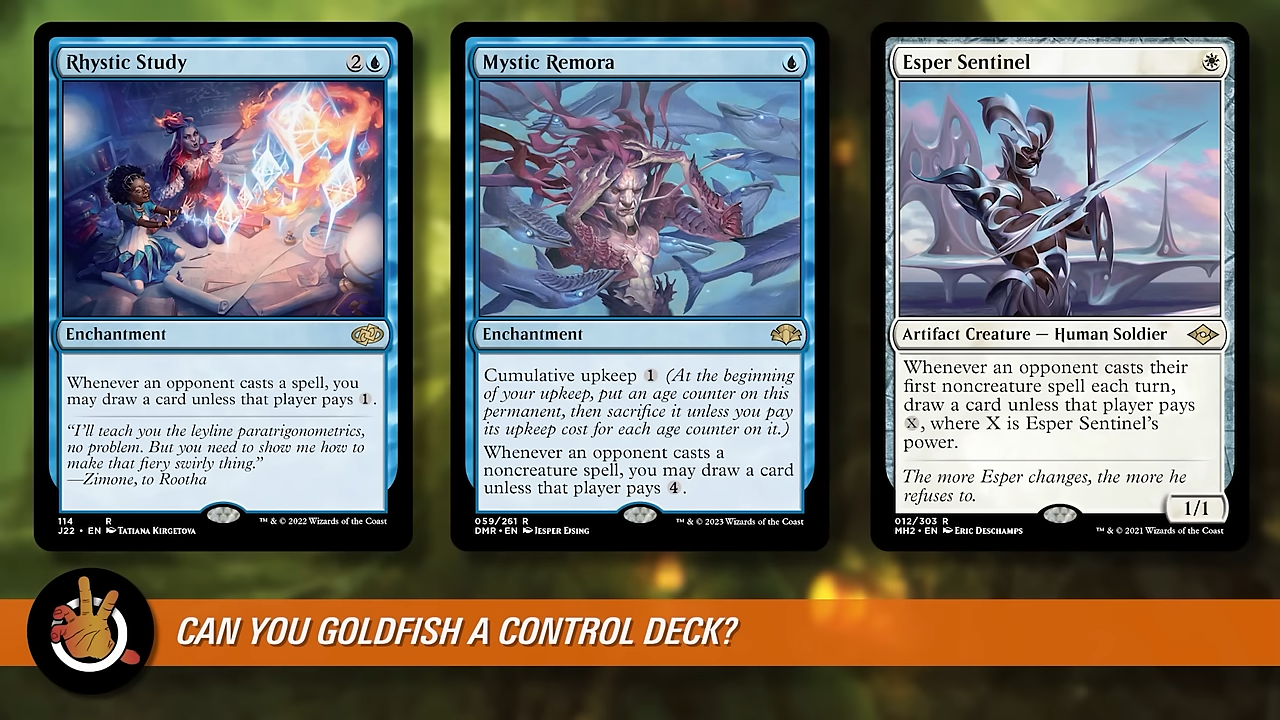 Rhystic Study 2
Enchantment
Whenever an opponent casts a spell, you
may draw a card unless that player pays 1.
“I’ll teach you the leyline paratrigonometrics,
no problem. But you need to show me how to
make that fiery swirly thing.”
—Zimone, to Rootha
114 R
J22 • EN Tatiana Kirgetova
™ & © 2022 Wizards of the Coast
Mystic Remora
Enchantment
Cumulative upkeep 1 (At the beginning
of your upkeep, put an age counter on this
permanent, then sacrifice it unless you pay
its upkeep cost for each age counter on it.)
Whenever an opponent casts a
noncreature spell, you may draw a card
unless that player pays 4.
059/261 R
DMR • EN Jesper Ejsing
™ & © 2023 Wizards of the Coast
Esper Sentinel
Artifact Creature — Human Soldier
Whenever an opponent casts their
first noncreature spell each turn,
draw a card unless that player pays
X, where X is Esper Sentinel’s
power.
The more Esper changes, the more he
refuses to.
1/1
012/303 R
MH2 • EN Eric Deschamps
™ & © 2021 Wizards of the Coast
CAN YOU GOLDFISH A CONTROL DECK?